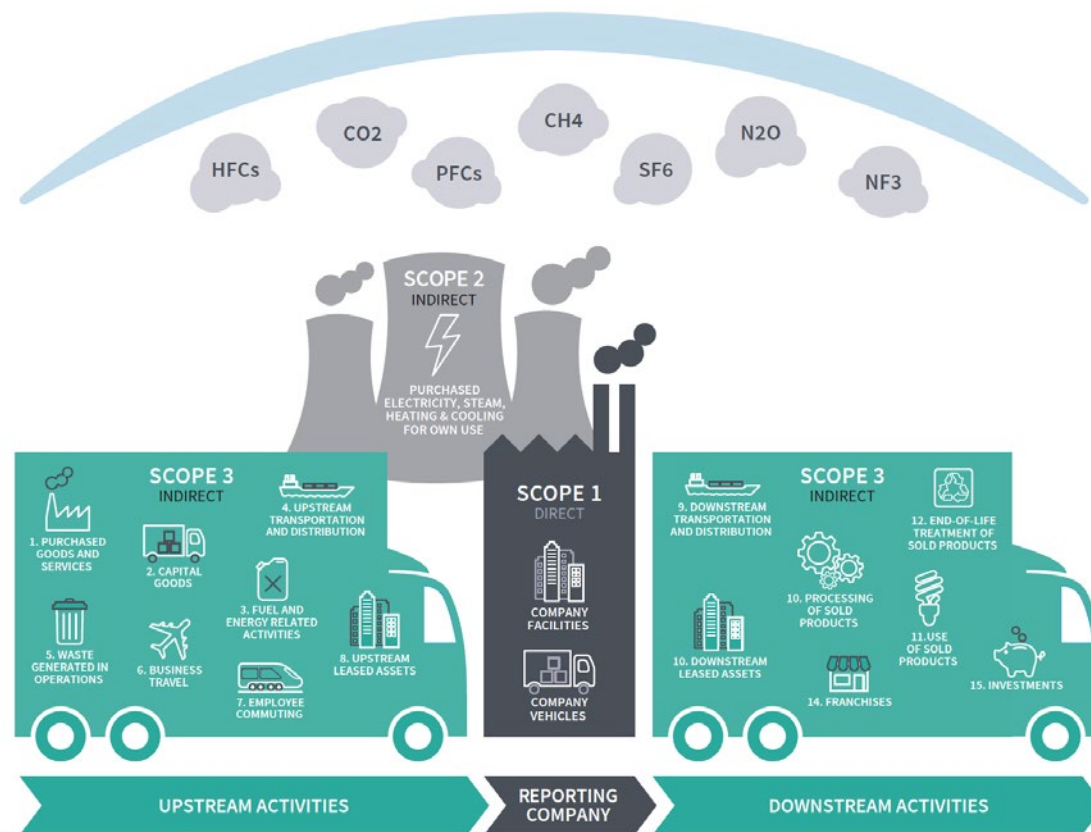 HFCs
CO2
PFCs
CH4
SF6
N2O
NF3
SCOPE 2
INDIRECT
PURCHASED
ELECTRICITY, STEAM,
HEATING & COOLING
FOR OWN USE
SCOPE 3
INDIRECT
1. PURCHASED
GOODS AND
SERVICES
2. CAPITAL
GOODS
4. UPSTREAM
TRANSPORTATION
AND DISTRIBUTION
3. FUEL AND
ENERGY RELATED
ACTIVITIES
5. WASTE
GENERATED IN
OPERATIONS
6. BUSINESS
TRAVEL
7. EMPLOYEE
COMMUTING
8. UPSTREAM
LEASED ASSETS
SCOPE 1
DIRECT
COMPANY
FACILITIES
COMPANY
VEHICLES
SCOPE 3
INDIRECT
9. DOWNSTREAM
TRANSPORTATION
AND DISTRIBUTION
10. PROCESSING
OF SOLD
PRODUCTS
12. END-OF-LIFE
TREATMENT OF
SOLD PRODUCTS
10. DOWNSTREAM
LEASED ASSETS
11.USE
OF SOLD
PRODUCTS
14. FRANCHISES
15. INVESTMENTS
UPSTREAM ACTIVITIES
REPORTING
COMPANY
DOWNSTREAM ACTIVITIES